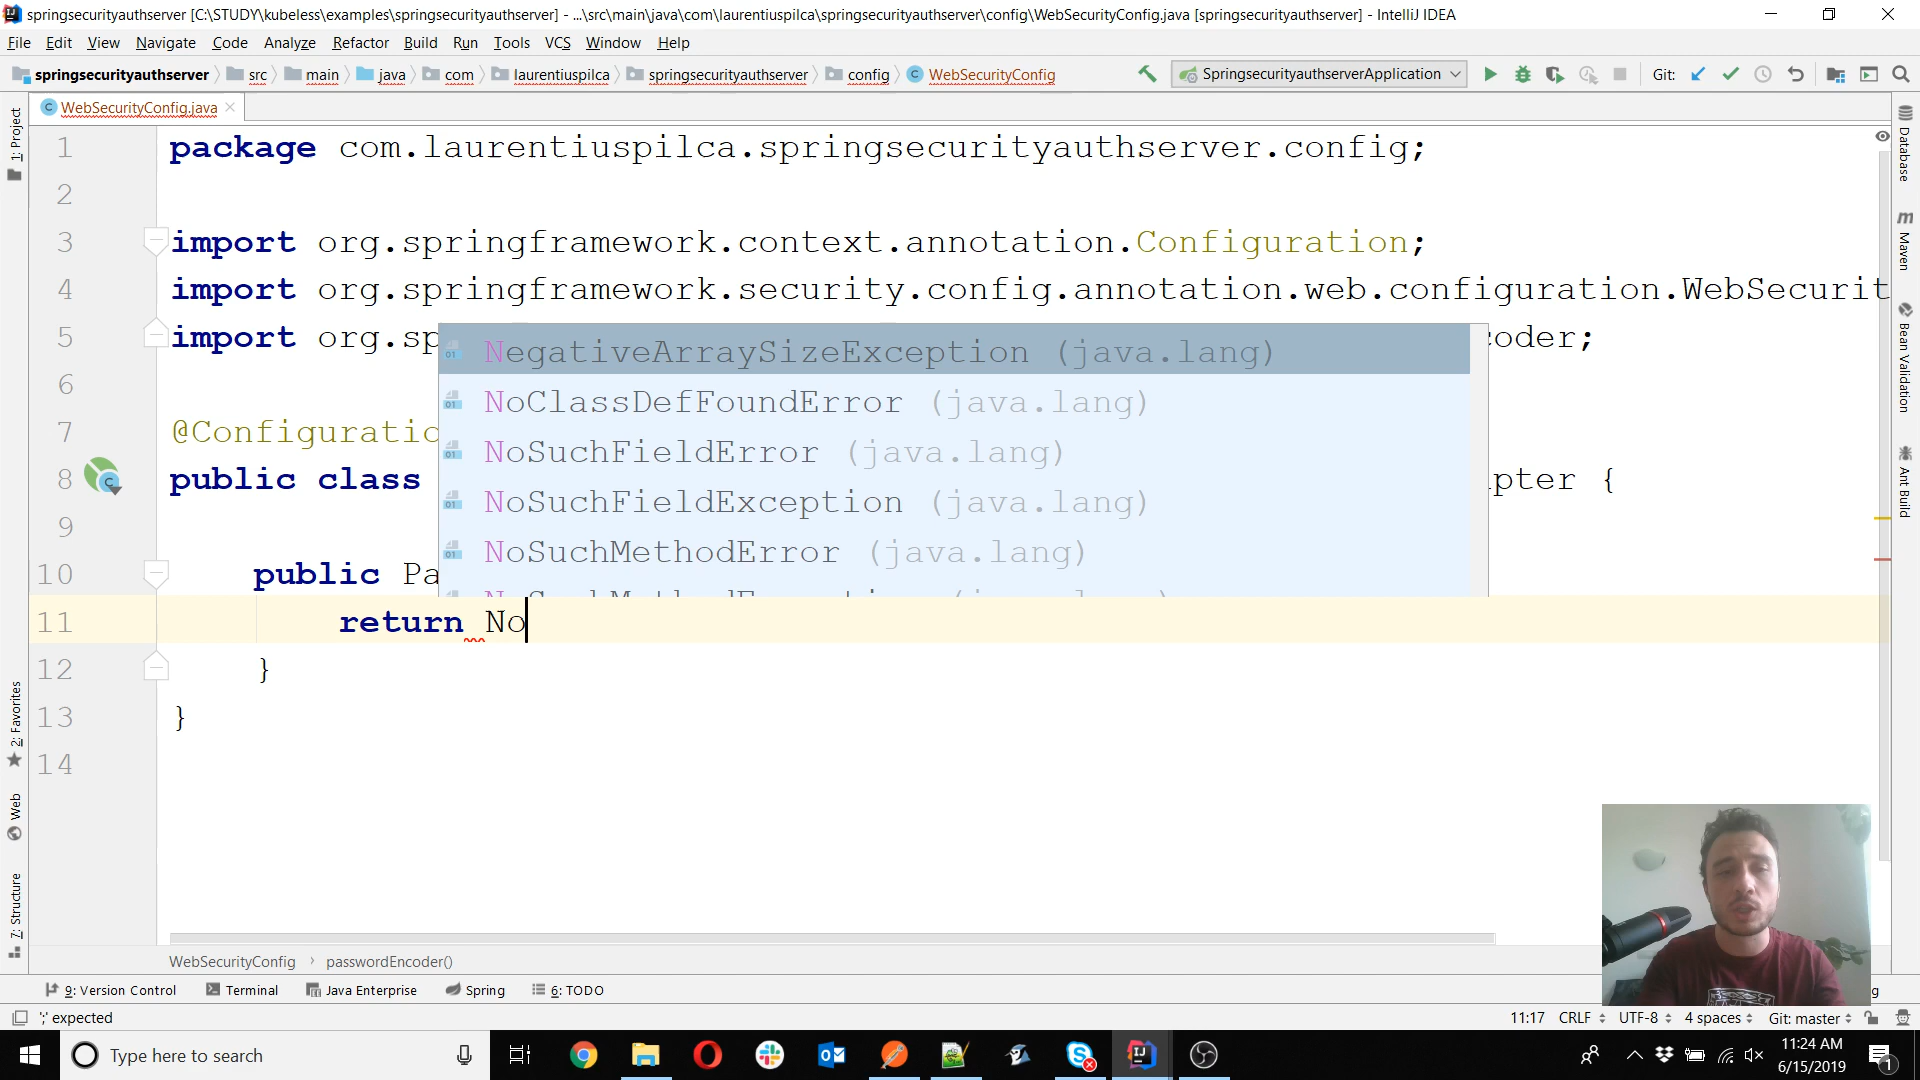 springsecurityauthserver [C:\STUDY\kubeless\examples\springsecurityauthserver] - ...\src\main\java\com\laurentiuspilca\springsecurityauthserver\config\WebSecurityConfig.java [springsecurityauthserver] - IntelliJ IDEA
File Edit View Navigate Code Analyze Refactor Build Run Tools VCS Window Help
springsecurityauthserver src main java com laurentiuspilca springsecurityauthserver config WebSecurityConfig SpringsecurityauthserverApplication Git:
WebSecurityConfig.java
1: Project
2: Favorites
Web
7: Structure
1 package com.laurentiuspilca.springsecurityauthserver.config;
2
3 import org.springframework.context.annotation.Configuration;
4 import org.springframework.security.config.annotation.web.configuration.WebSecurit
5 import org.sp coder;
6
7 @Configuratio
8 public class pter {
9
10 public Pa
11 return No
12 }
13 }
14
NegativeArraySizeException (java.lang)
NoClassDefFoundError (java.lang)
NoSuchFieldError (java.lang)
NoSuchFieldException (java.lang)
NoSuchMethodError (java.lang)
Database
Maven
Bean Validation
Ant Build
WebSecurityConfig passwordEncoder()
9: Version Control Terminal Java Enterprise Spring 6: TODO
';' expected 11:17 CRLF UTF-8 4 spaces Git: master
Type here to search
11:24 AM
6/15/2019
1